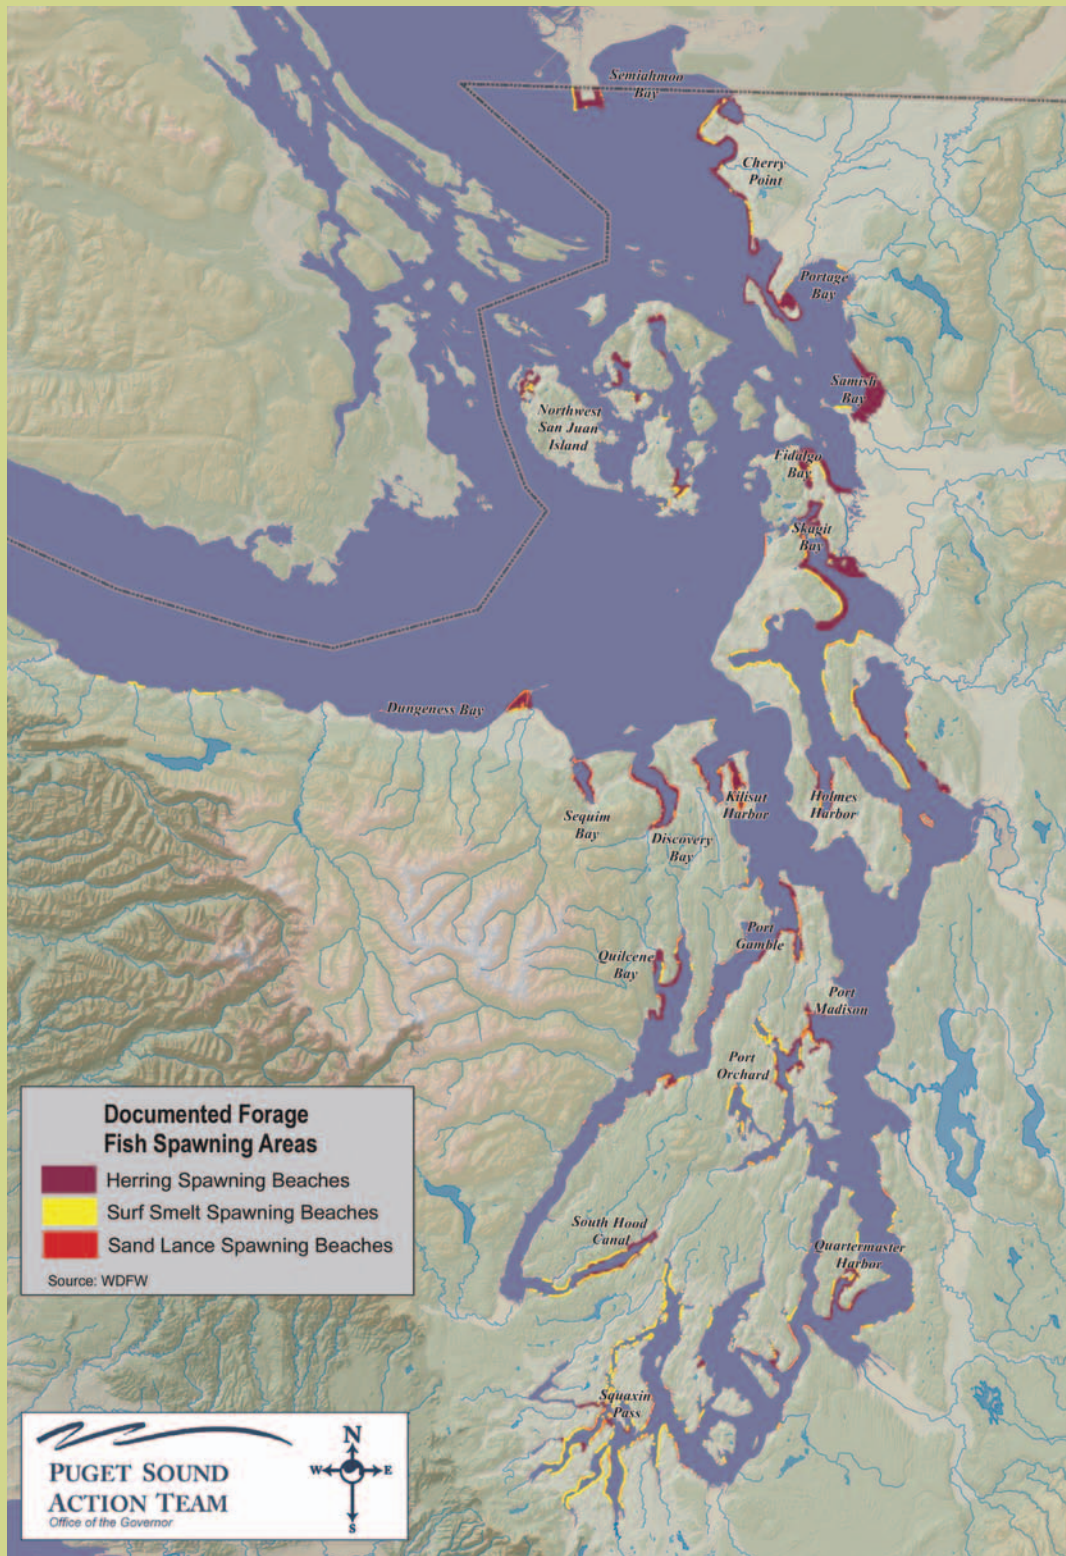 Semiahmoo
Bay
Cherry
Point
Portage
Bay
Samish
Bay
Northwest
San Juan
Island
Fidalgo
Bay
Skagit
Bay
Dungeness Bay
Sequim
Bay
Discovery
Bay
Kilisut
Harbor
Holmes
Harbor
Port
Gamble
Quilcene
Bay
Port
Madison
Port
Orchard
South Hood
Canal
Quartermaster
Harbor
Squaxin
Pass
Documented Forage
Fish Spawning Areas
Herring Spawning Beaches
Surf Smelt Spawning Beaches
Sand Lance Spawning Beaches
Source: WDFW
PUGET SOUND
ACTION TEAM
Office of the Governor
N
W E
S